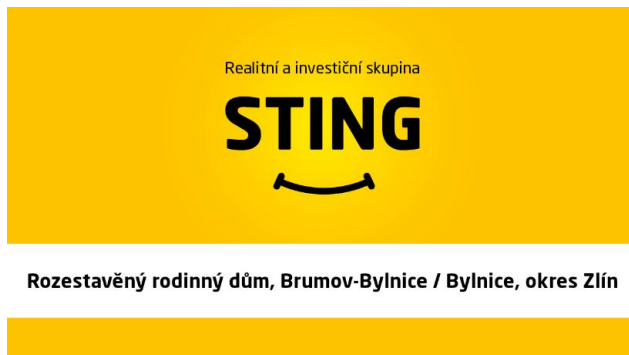 Realitní a investiční skupina
STING
Rozestavěný rodinný dům, Brumov-Bylnice / Bylnice, okres Zlín